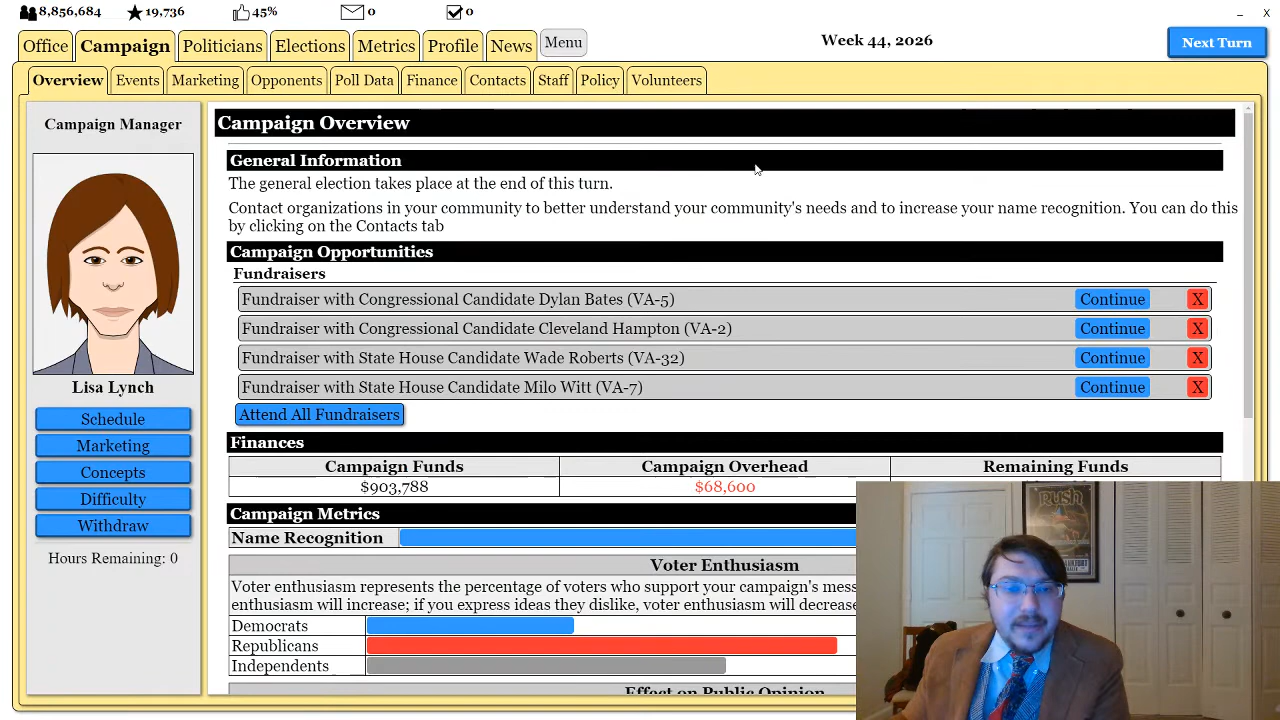 8,856,684 19,736 45% 0 0
Office Campaign Politicians Elections Metrics Profile News Menu Week 44, 2026 Next Turn
Overview Events Marketing Opponents Poll Data Finance Contacts Staff Policy Volunteers
Campaign Manager
Lisa Lynch
Schedule
Marketing
Concepts
Difficulty
Withdraw
Hours Remaining: 0
Campaign Overview
General Information
The general election takes place at the end of this turn.
Contact organizations in your community to better understand your community's needs and to increase your name recognition. You can do this
by clicking on the Contacts tab
Campaign Opportunities
Fundraisers
Fundraiser with Congressional Candidate Dylan Bates (VA-5) Continue X
Fundraiser with Congressional Candidate Cleveland Hampton (VA-2) Continue X
Fundraiser with State House Candidate Wade Roberts (VA-32) Continue X
Fundraiser with State House Candidate Milo Witt (VA-7) Continue X
Attend All Fundraisers
Finances
Campaign Funds Campaign Overhead Remaining Funds
$903,788 $68,600
Campaign Metrics
Name Recognition
Voter Enthusiasm
Voter enthusiasm represents the percentage of voters who support your campaign's mess
enthusiasm will increase; if you express ideas they dislike, voter enthusiasm will decrease
Democrats
Republicans
Independents
Effect on Public Opinion
RUSH